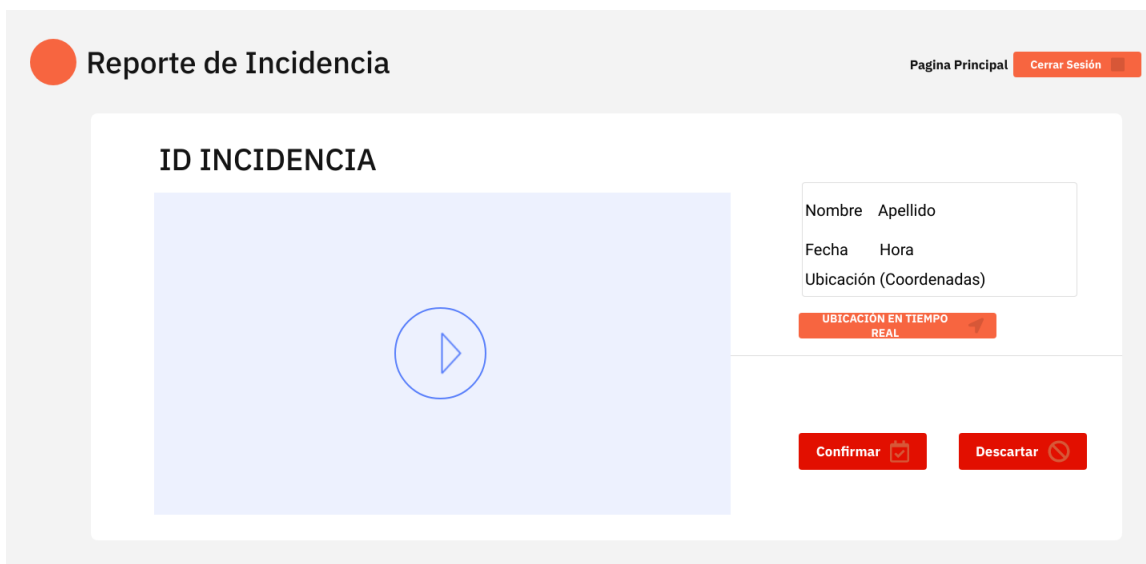 Reporte de Incidencia
Pagina Principal
Cerrar Sesión
ID INCIDENCIA
Nombre Apellido
Fecha Hora
Ubicación (Coordenadas)
UBICACIÓN EN TIEMPO
REAL
Confirmar
Descartar